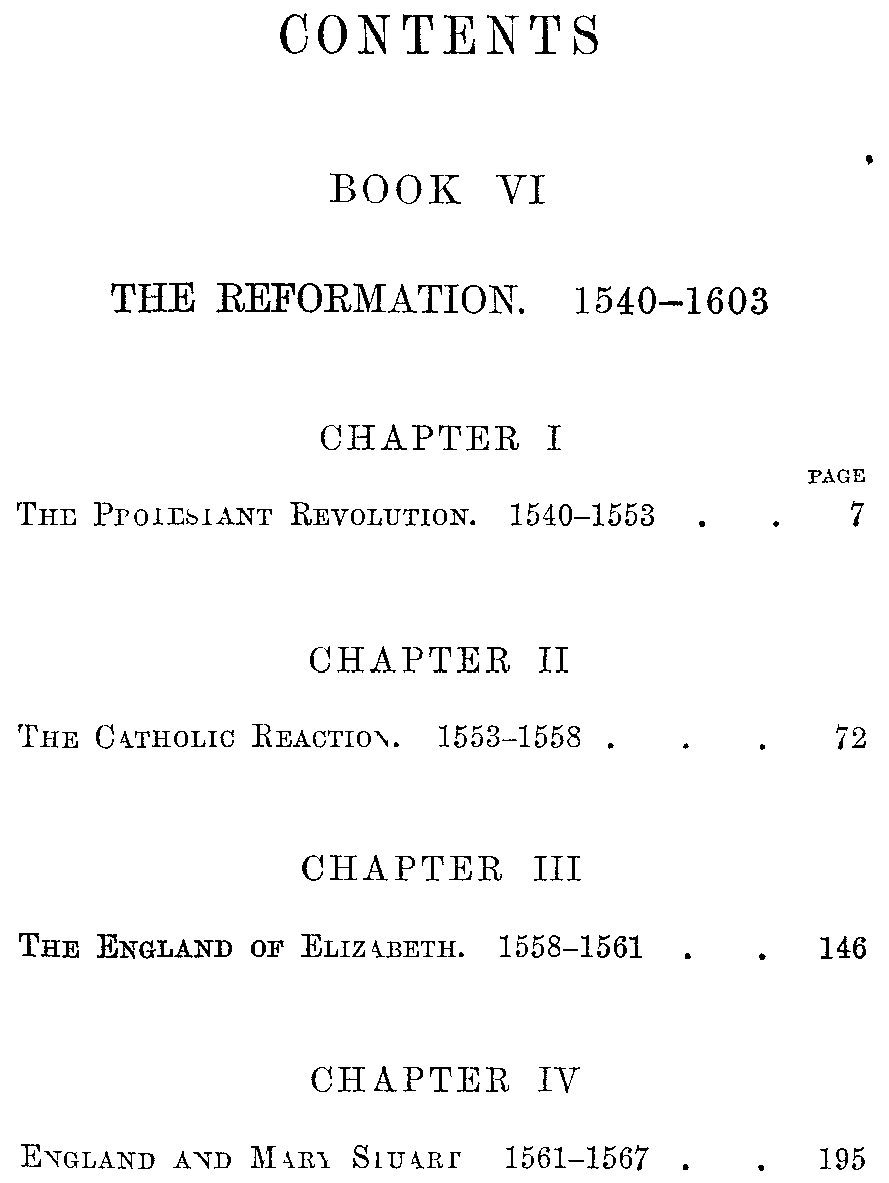 CONTENTS
BOOK VI
THE REFORMATION. 1540–1603
CHAPTER I
PAGE
THE PROTESTANT REVOLUTION. 1540–1553 . . 7
CHAPTER II
THE CATHOLIC REACTION. 1553–1558 . . . 72
CHAPTER III
THE ENGLAND OF ELIZABETH. 1558–1561 . . 146
CHAPTER IV
ENGLAND AND MARY STUART 1561–1567 . . 195